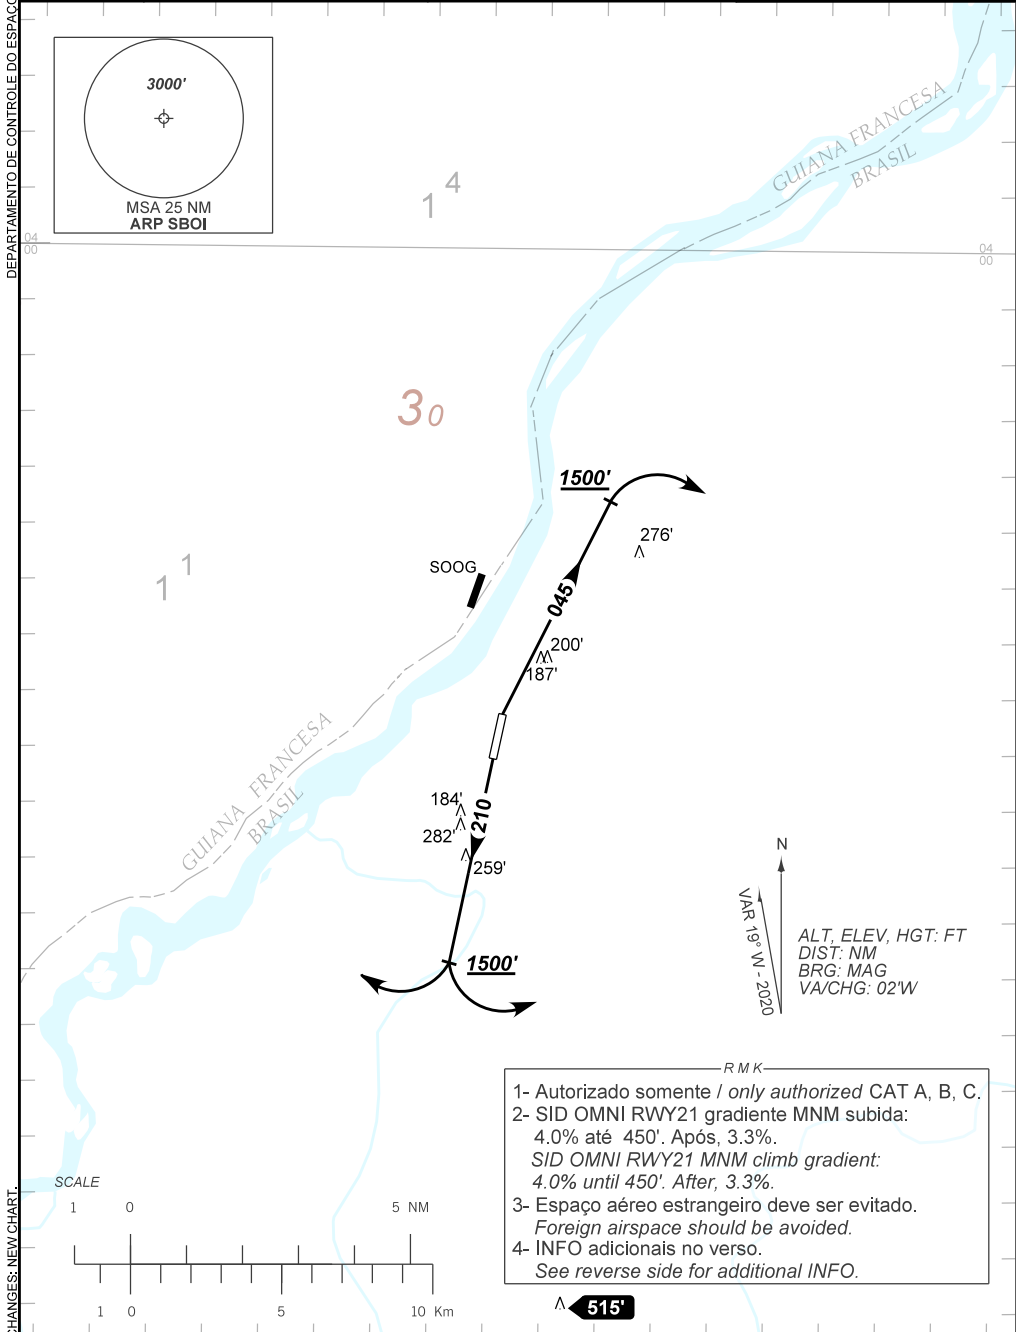 DEPARTAMENTO DE CONTROLE DO ESPAÇO
3000'
MSA 25 NM
ARP SBOI
04
00
04
00
GUIANA FRANCESA
BRASIL
1 4
3 0
1 1
1500'
276'
SOOG
045
200'
187'
GUIANA FRANCESA
BRASIL
184'
282'
210
259'
1500'
N
VAR 19° W - 2020
ALT, ELEV, HGT: FT
DIST: NM
BRG: MAG
VA/CHG: 02'W
RMK
1- Autorizado somente / only authorized CAT A, B, C.
2- SID OMNI RWY21 gradiente MNM subida:
4.0% até 450'. Após, 3.3%.
SID OMNI RWY21 MNM climb gradient:
4.0% until 450'. After, 3.3%.
3- Espaço aéreo estrangeiro deve ser evitado.
Foreign airspace should be avoided.
4- INFO adicionais no verso.
See reverse side for additional INFO.
SCALE
1 0 5 NM
1 0 5 10 Km
515'
CHANGES: NEW CHART.